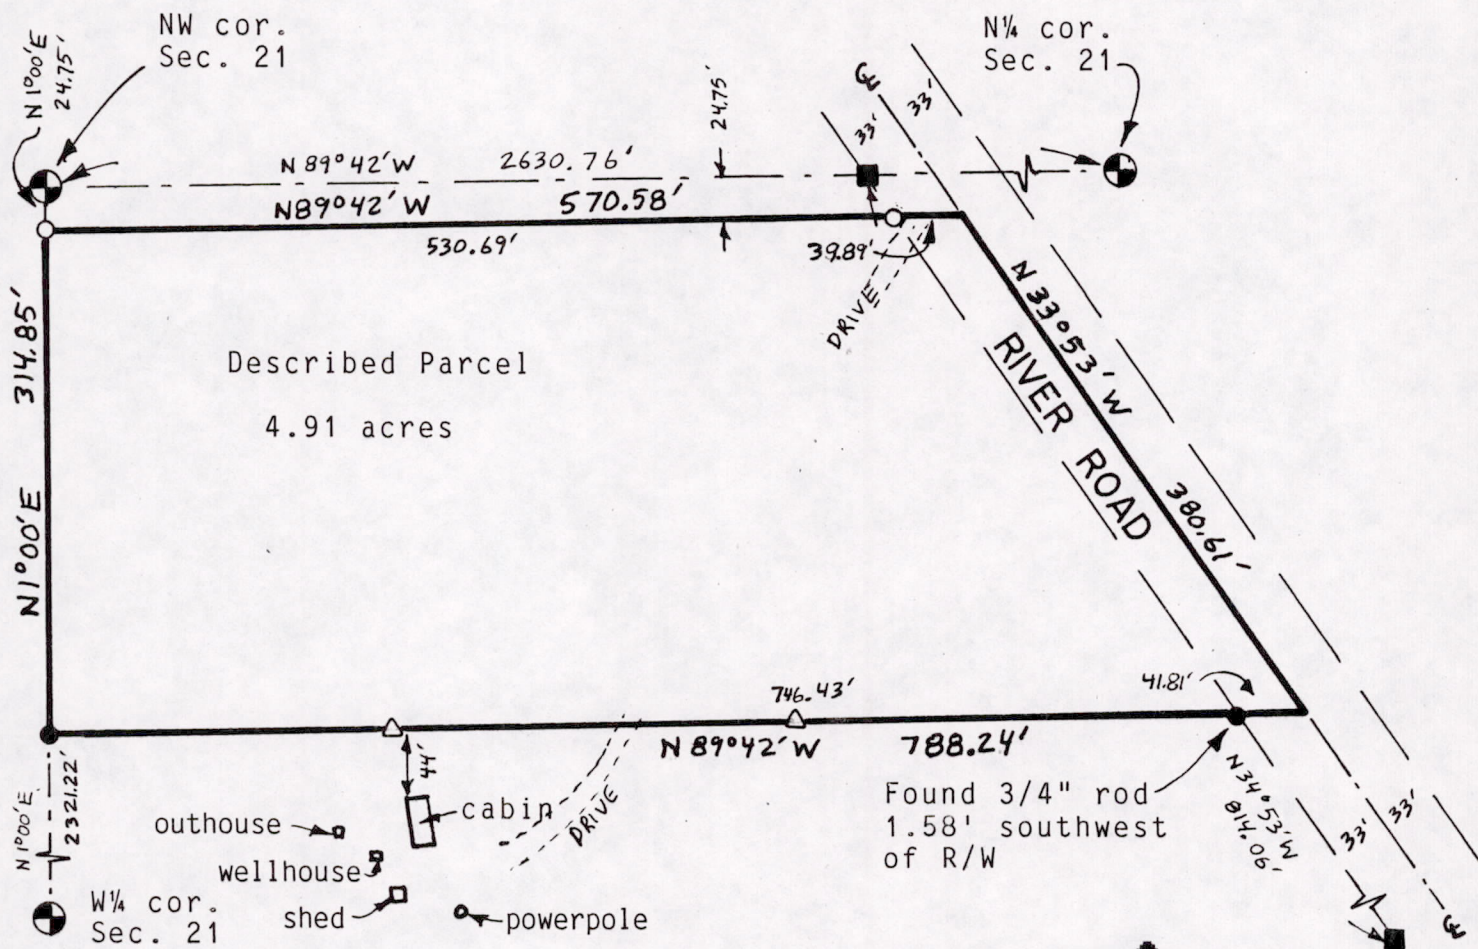 NW cor.
Sec. 21
N 1°00'E
24.75'
N¼ cor.
Sec. 21
℄
33'
33'
24.75'
N 89°42'W 2630.76'
N89°42'W 570.58'
530.69'
39.89'
DRIVE
N 33°53'W
380.61'
RIVER ROAD
314.85'
N1°00'E
Described Parcel
4.91 acres
746.43'
41.81'
N 89°42'W 788.24'
44'
cabin
DRIVE
outhouse
wellhouse
shed
powerpole
Found 3/4" rod
1.58' southwest
of R/W
N34°53'W
814.06'
33'
33'
℄
N1°00'E
2321.22'
W¼ cor.
Sec. 21